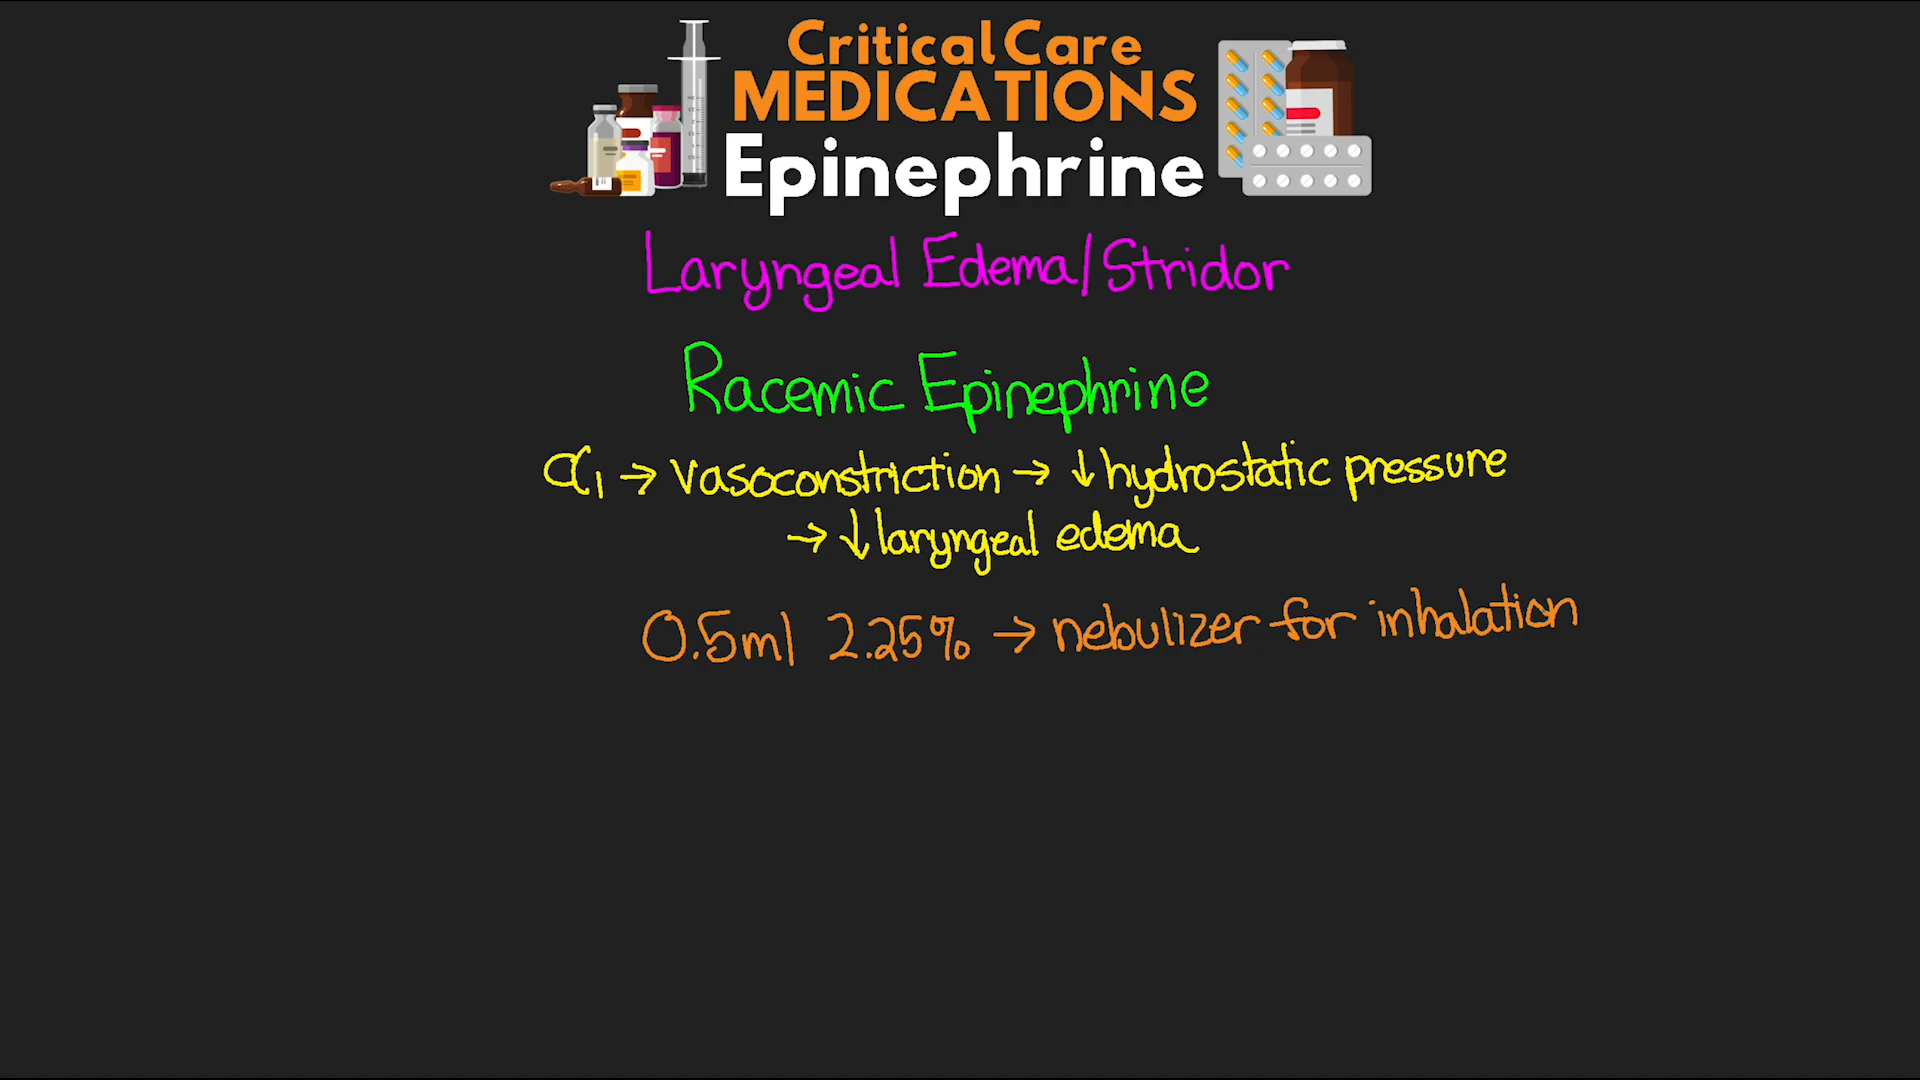 Critical Care
MEDICATIONS
Epinephrine
Laryngeal Edema/Stridor
Racemic Epinephrine
α₁ → vasoconstriction → ↓ hydrostatic pressure
→ ↓ laryngeal edema
0.5ml 2.25% → nebulizer for inhalation